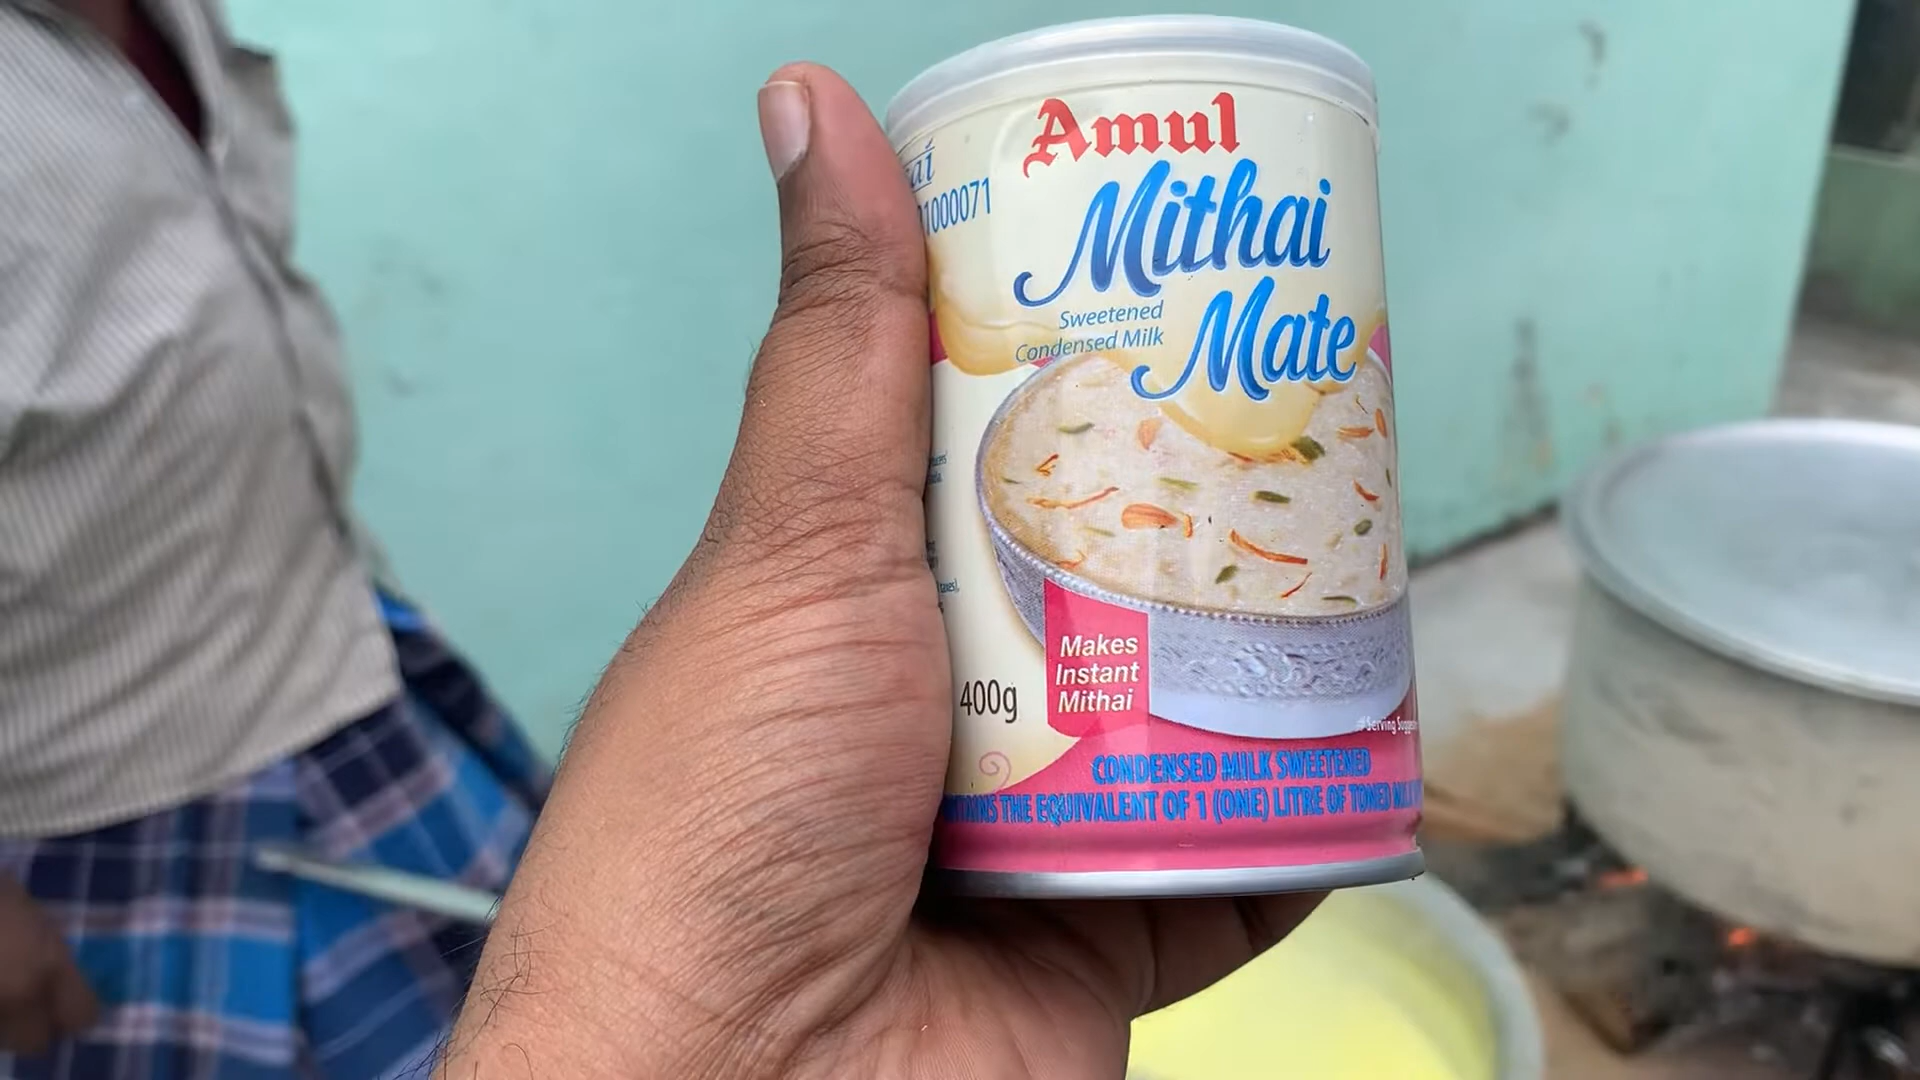 Amul
Mithai
Mate
Sweetened
Condensed Milk
1000071
Makes
Instant
Mithai
400g
#Serving
CONDENSED MILK SWEETENED
THE EQUIVALENT OF 1 (ONE) LITRE OF TONED